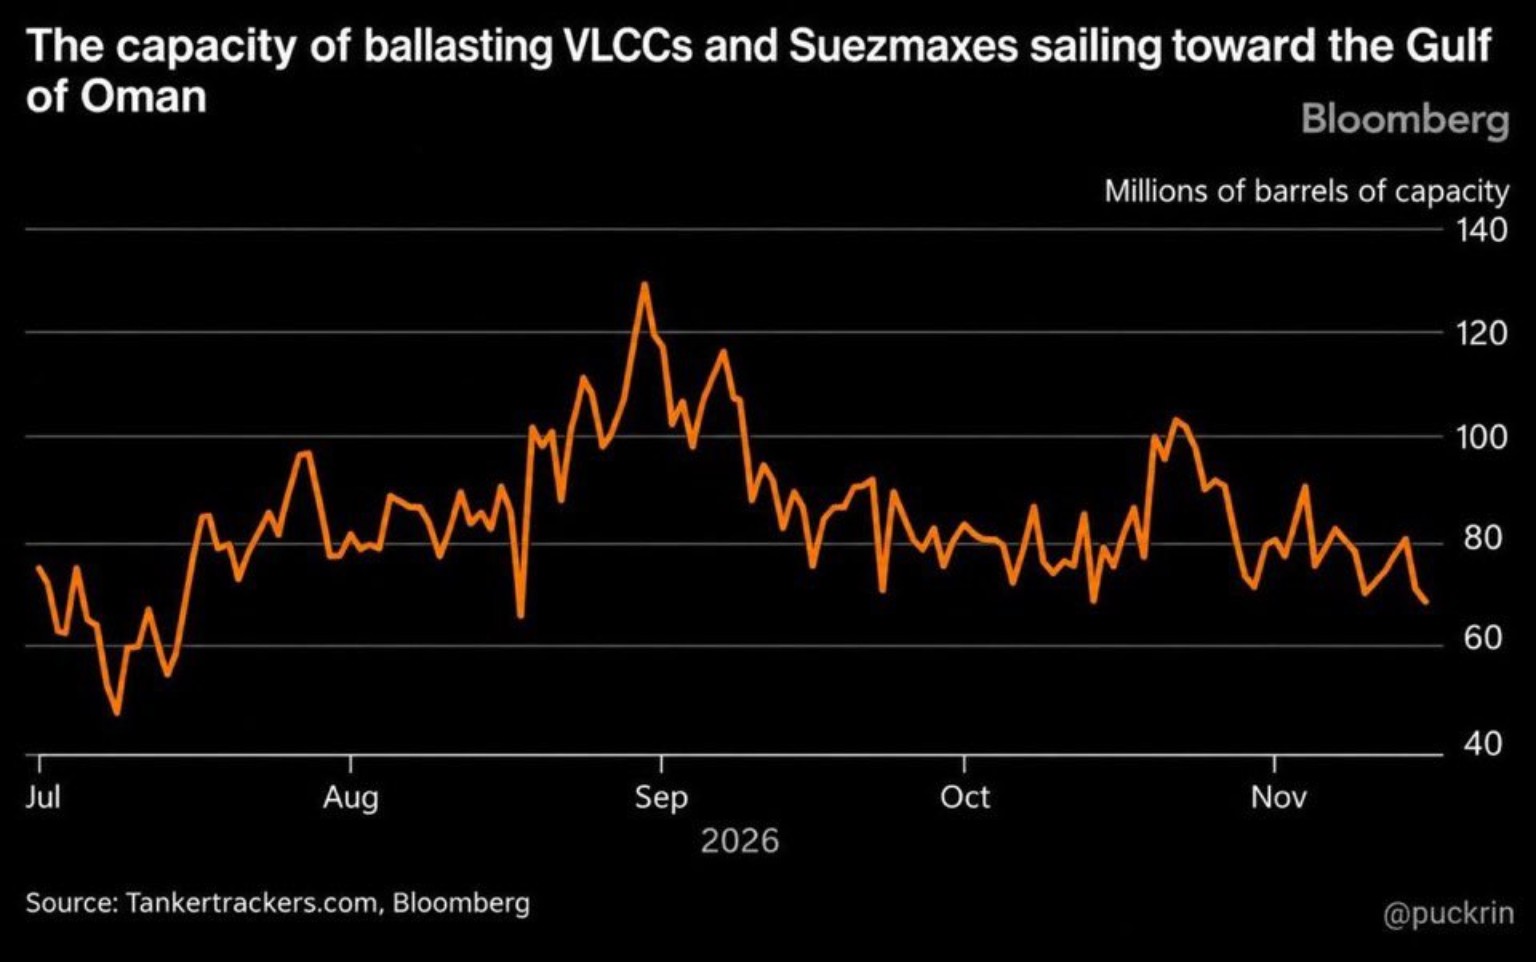 The capacity of ballasting VLCCs and Suezmaxes sailing toward the Gulf
of Oman
Bloomberg
Millions of barrels of capacity
140
120
100
80
60
40
Jul Aug Sep Oct Nov
2026
Source: Tankertrackers.com, Bloomberg
@puckrin